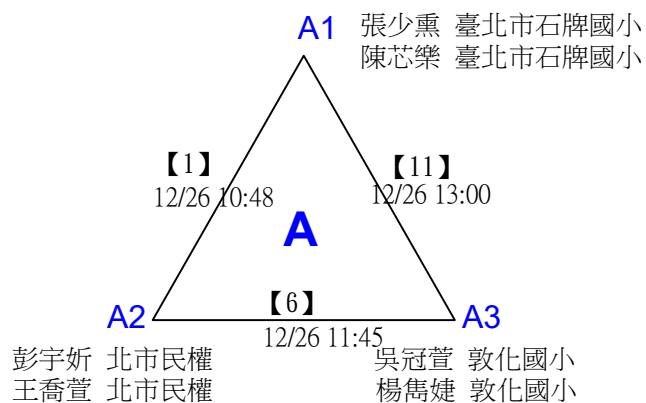 A1
張少熏 臺北市石牌國小
陳芯樂 臺北市石牌國小
【1】
12/26 10:48
【11】
12/26 13:00
A
【6】
12/26 11:45
A2
彭宇妡 北市民權
王喬萱 北市民權
A3
吳冠萱 敦化國小
楊雋婕 敦化國小